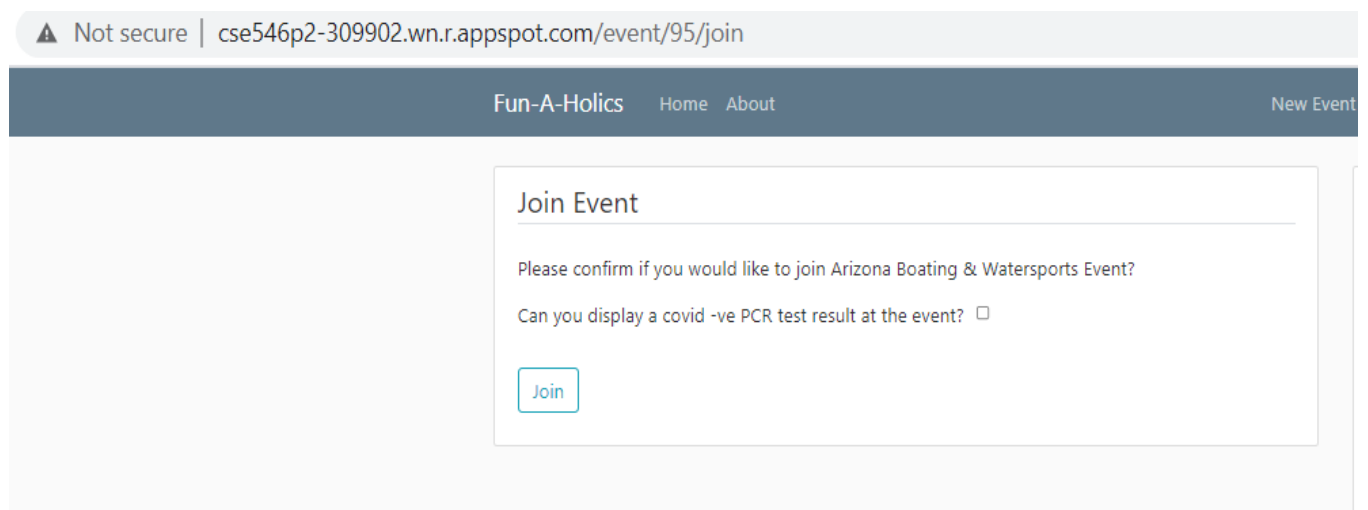 Not secure | cse546p2-309902.wn.r.appspot.com/event/95/join
Fun-A-Holics Home About New Event
Join Event
Please confirm if you would like to join Arizona Boating & Watersports Event?
Can you display a covid -ve PCR test result at the event?
Join